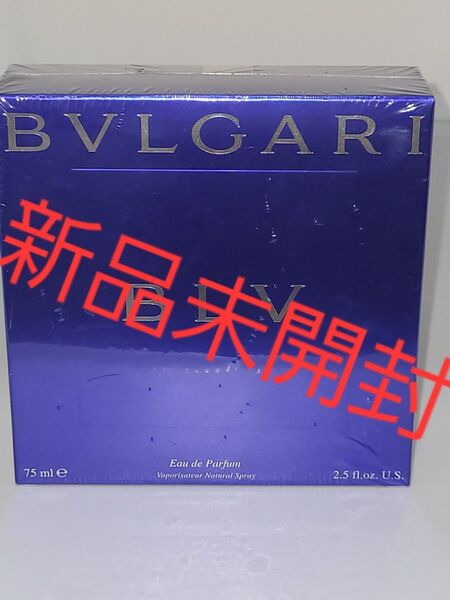 BVLGARI
新品未開封
BLV
Eau de Parfum
75 ml ℮
Vaporisateur Natural Spray
2.5 fl.oz. U.S.